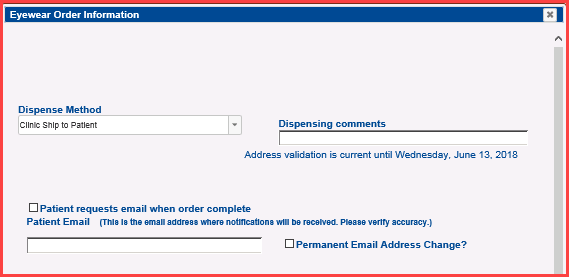 Eyewear Order Information
Dispense Method
Clinic Ship to Patient
Dispensing comments
Address validation is current until Wednesday, June 13, 2018
Patient requests email when order complete
Patient Email (This is the email address where notifications will be received. Please verify accuracy.)
Permanent Email Address Change?